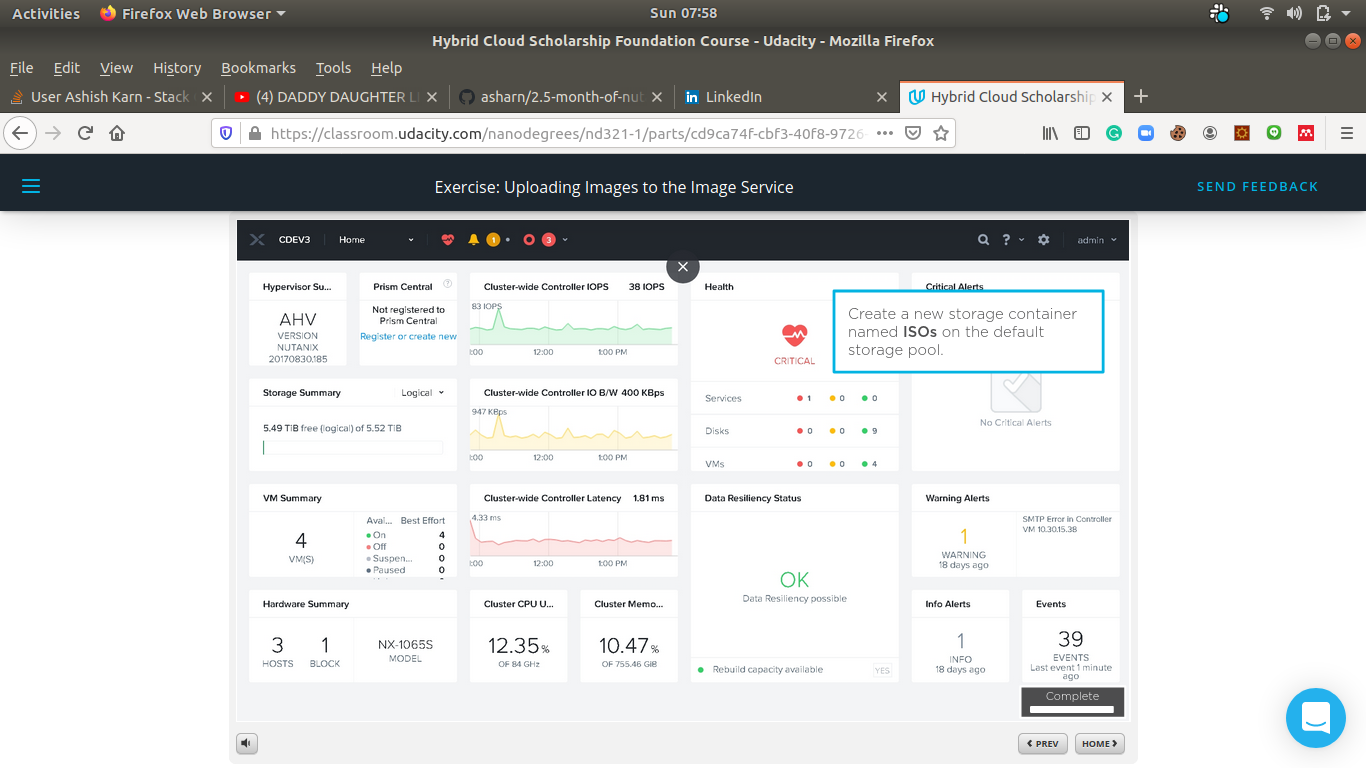 Activities Firefox Web Browser Sun 07:58
Hybrid Cloud Scholarship Foundation Course - Udacity - Mozilla Firefox
File Edit View History Bookmarks Tools Help
User Ashish Karn - Stack (4) DADDY DAUGHTER asharn/2.5-month-of-nut LinkedIn Hybrid Cloud Scholarship
https://classroom.udacity.com/nanodegrees/nd321-1/parts/cd9ca74f-cbf3-40f8-9726-
Exercise: Uploading Images to the Image Service
SEND FEEDBACK
CDEV3 Home 1 3 ? admin
Hypervisor Su...
AHV
VERSION
NUTANIX
20170830.185
Prism Central ?
Not registered to
Prism Central
Register or create new
Cluster-wide Controller IOPS 38 IOPS
83 IOPS
:00 12:00 1:00 PM
Health
CRITICAL
Services 1 0 0
Disks 0 0 9
VMs 0 0 4
Critical Alerts
Create a new storage container
named ISOs on the default
storage pool.
No Critical Alerts
Storage Summary Logical
5.49 TiB free (logical) of 5.52 TiB
Cluster-wide Controller IO B/W 400 KBps
947 KBps
:00 12:00 1:00 PM
VM Summary
4
VM(S)
Aval... Best Effort
On 4
Off 0
Suspen... 0
Paused 0
Cluster-wide Controller Latency 1.81 ms
4.33 ms
:00 12:00 1:00 PM
Data Resiliency Status
OK
Data Resiliency possible
Rebuild capacity available YES
Warning Alerts
1
WARNING
18 days ago
SMTP Error in Controller
VM 10.30.15.38
Hardware Summary
3
HOSTS
1
BLOCK
NX-1065S
MODEL
Cluster CPU U...
12.35%
OF 84 GHz
Cluster Memo...
10.47%
OF 755.46 GiB
Info Alerts
1
INFO
18 days ago
Events
39
EVENTS
Last event 1 minute
ago
Complete
PREV HOME